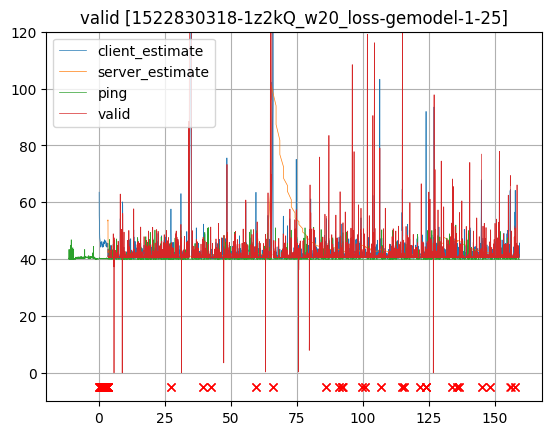 valid [1522830318-1z2kQ_w20_loss-gemodel-1-25]
120
100
80
60
40
20
0
client_estimate
server_estimate
ping
valid
0 25 50 75 100 125 150